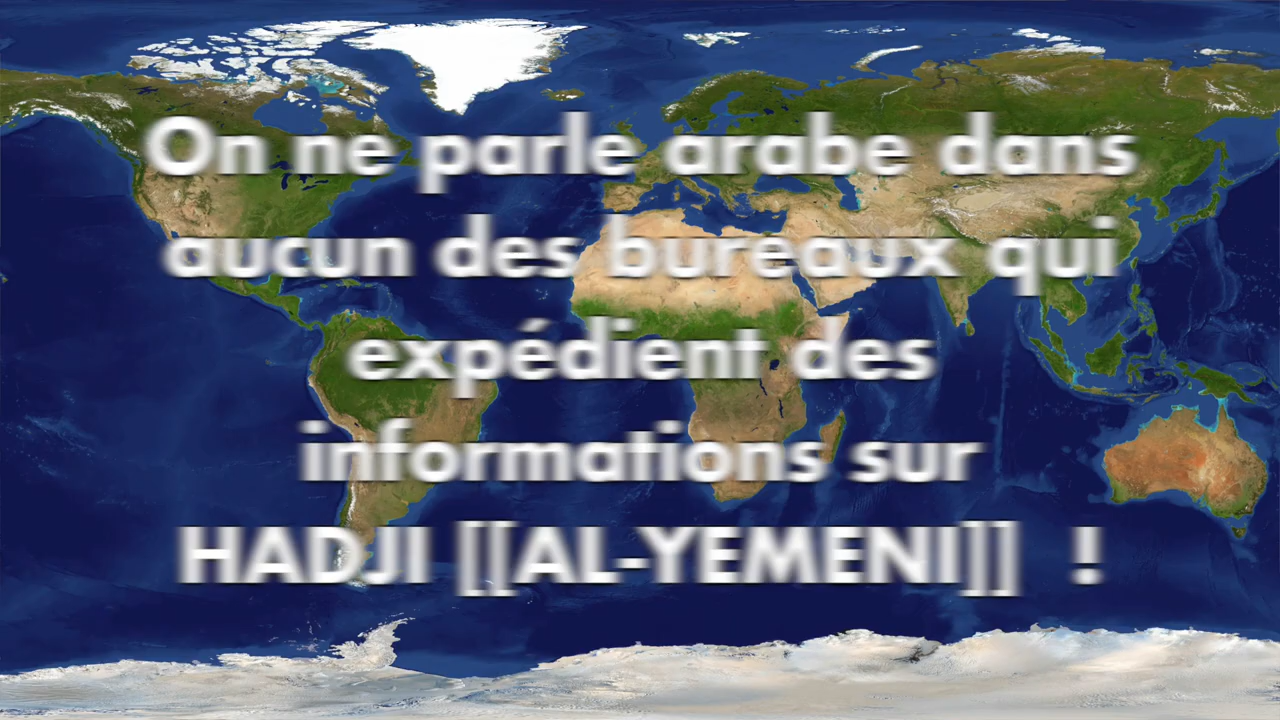 On ne parle arabe dans
aucun des bureaux qui
expédient des
informations sur
HADJI [[AL-YEMENI]]  !